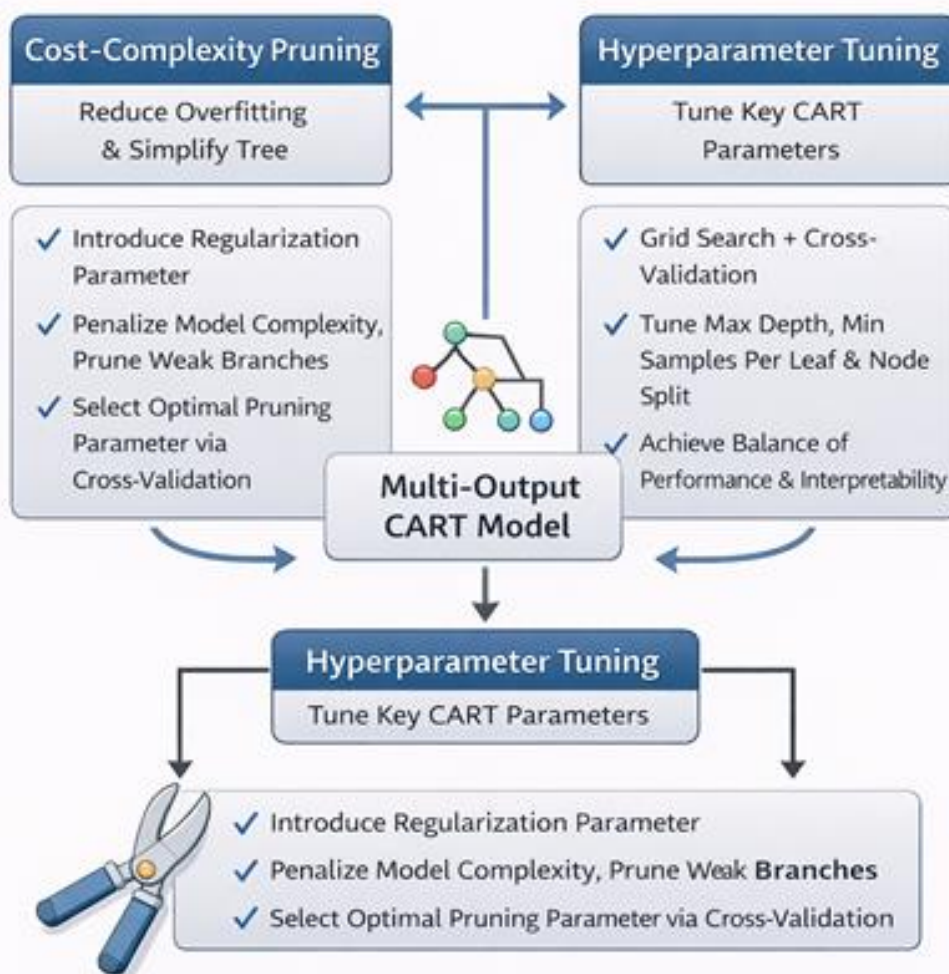 Cost-Complexity Pruning
Reduce Overfitting
& Simplify Tree
✓ Introduce Regularization
Parameter
✓ Penalize Model Complexity,
Prune Weak Branches
✓ Select Optimal Pruning
Parameter via
Cross-Validation
Hyperparameter Tuning
Tune Key CART
Parameters
✓ Grid Search + Cross-
Validation
✓ Tune Max Depth, Min
Samples Per Leaf & Node
Split
✓ Achieve Balance of
Performance & Interpretability
Multi-Output
CART Model
Hyperparameter Tuning
Tune Key CART Parameters
✓ Introduce Regularization Parameter
✓ Penalize Model Complexity, Prune Weak Branches
✓ Select Optimal Pruning Parameter via Cross-Validation